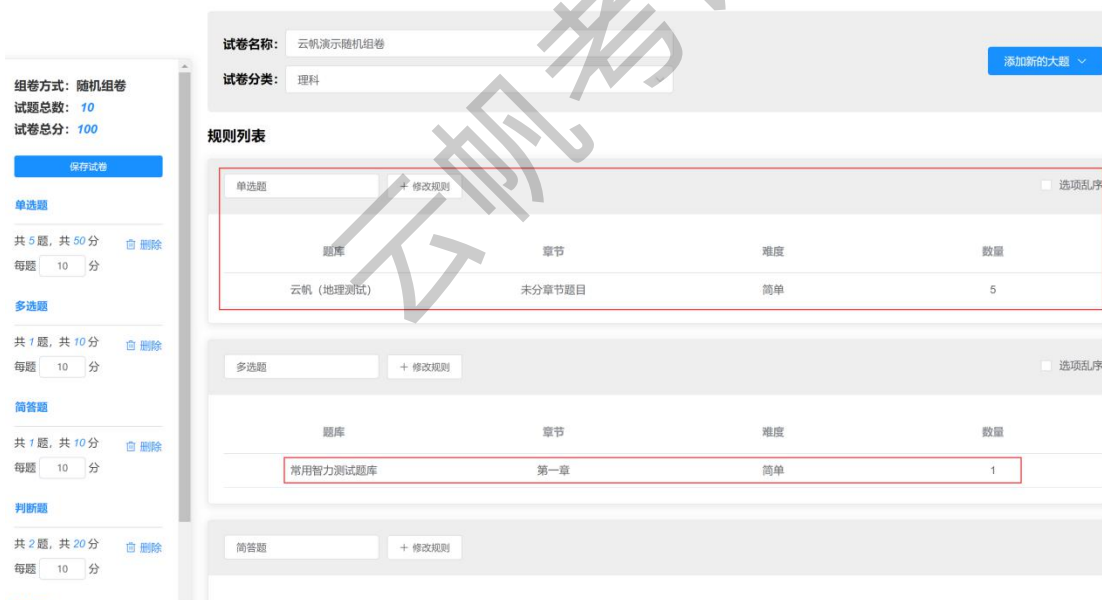 试卷名称: 云帆演示随机组卷
添加新的大题
试卷分类: 理科
组卷方式: 随机组卷
试题总数: 10
试卷总分: 100
保存试卷
单选题
共 5 题, 共 50 分 删除
每题 10 分
多选题
共 1 题, 共 10 分 删除
每题 10 分
简答题
共 1 题, 共 10 分 删除
每题 10 分
判断题
共 2 题, 共 20 分 删除
每题 10 分
规则列表
单选题 + 修改规则 选项乱序
题库 章节 难度 数量
云帆（地理测试） 未分章节题目 简单 5
多选题 + 修改规则 选项乱序
题库 章节 难度 数量
常用智力测试题库 第一章 简单 1
简答题 + 修改规则
云帆考